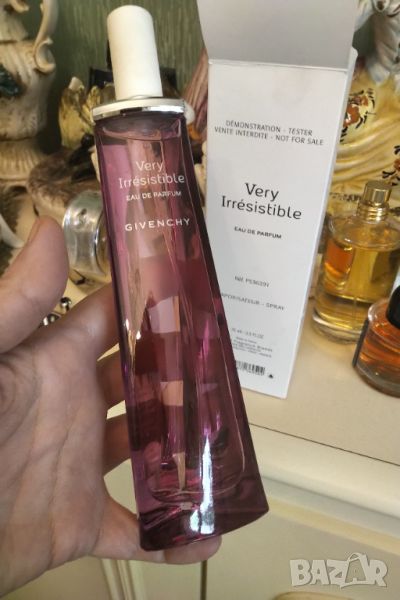 Very
Irrésistible
EAU DE PARFUM
GIVENCHY
DÉMONSTRATION - TESTER
VENTE INTERDITE - NOT FOR SALE
Very
Irrésistible
EAU DE PARFUM
VAPORISATEUR - SPRAY
BAZAR